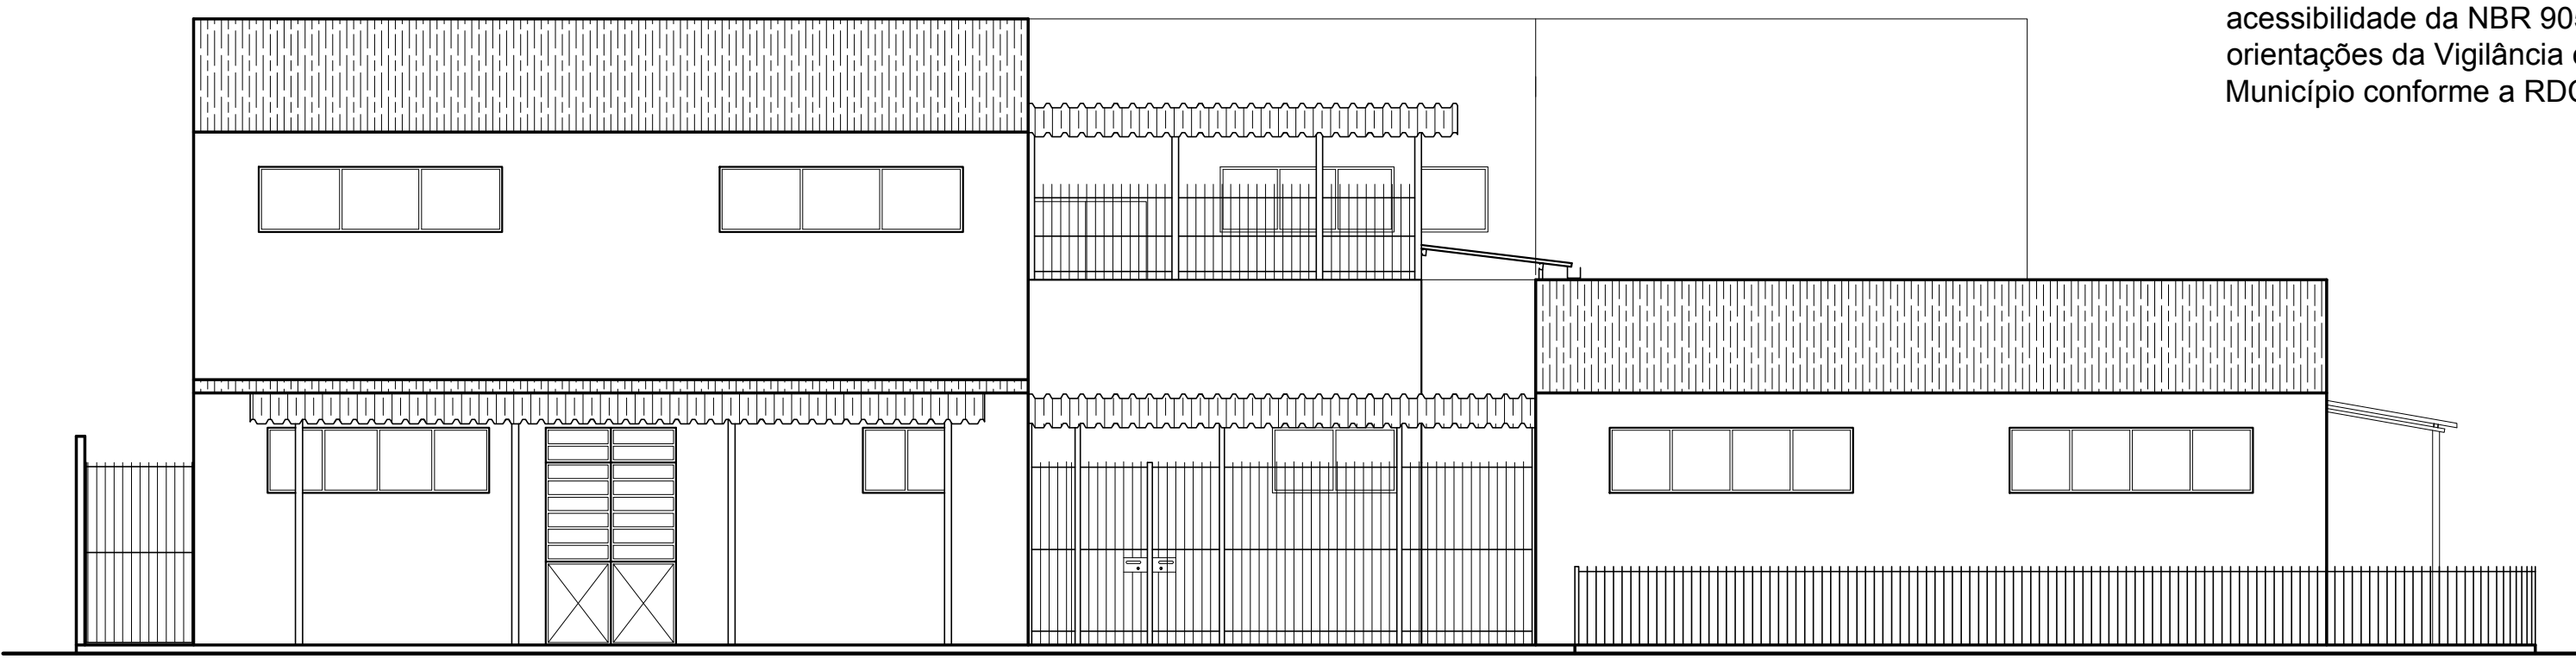 acessibilidade da NBR
orientações da Vigilância
Município conforme a